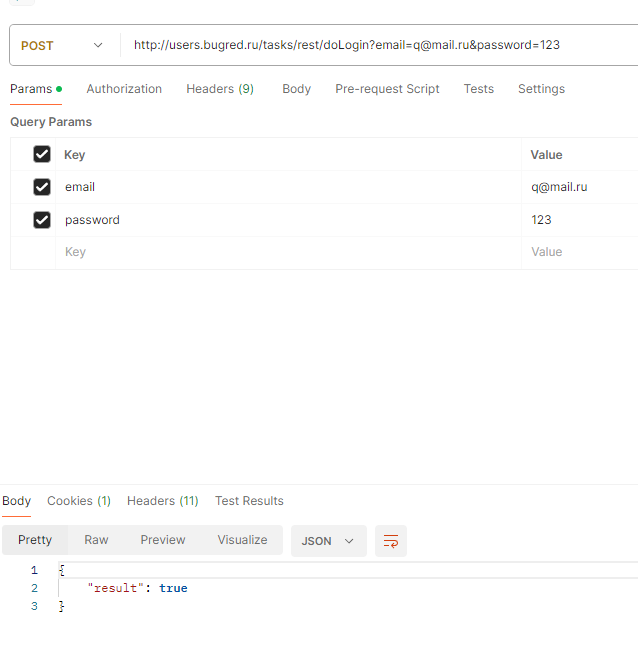 POST http://users.bugred.ru/tasks/rest/doLogin?email=q@mail.ru&password=123
Params Authorization Headers (9) Body Pre-request Script Tests Settings
Query Params
Key Value
email q@mail.ru
password 123
Key Value
Body Cookies (1) Headers (11) Test Results
Pretty Raw Preview Visualize JSON
1 {
2 "result": true
3 }